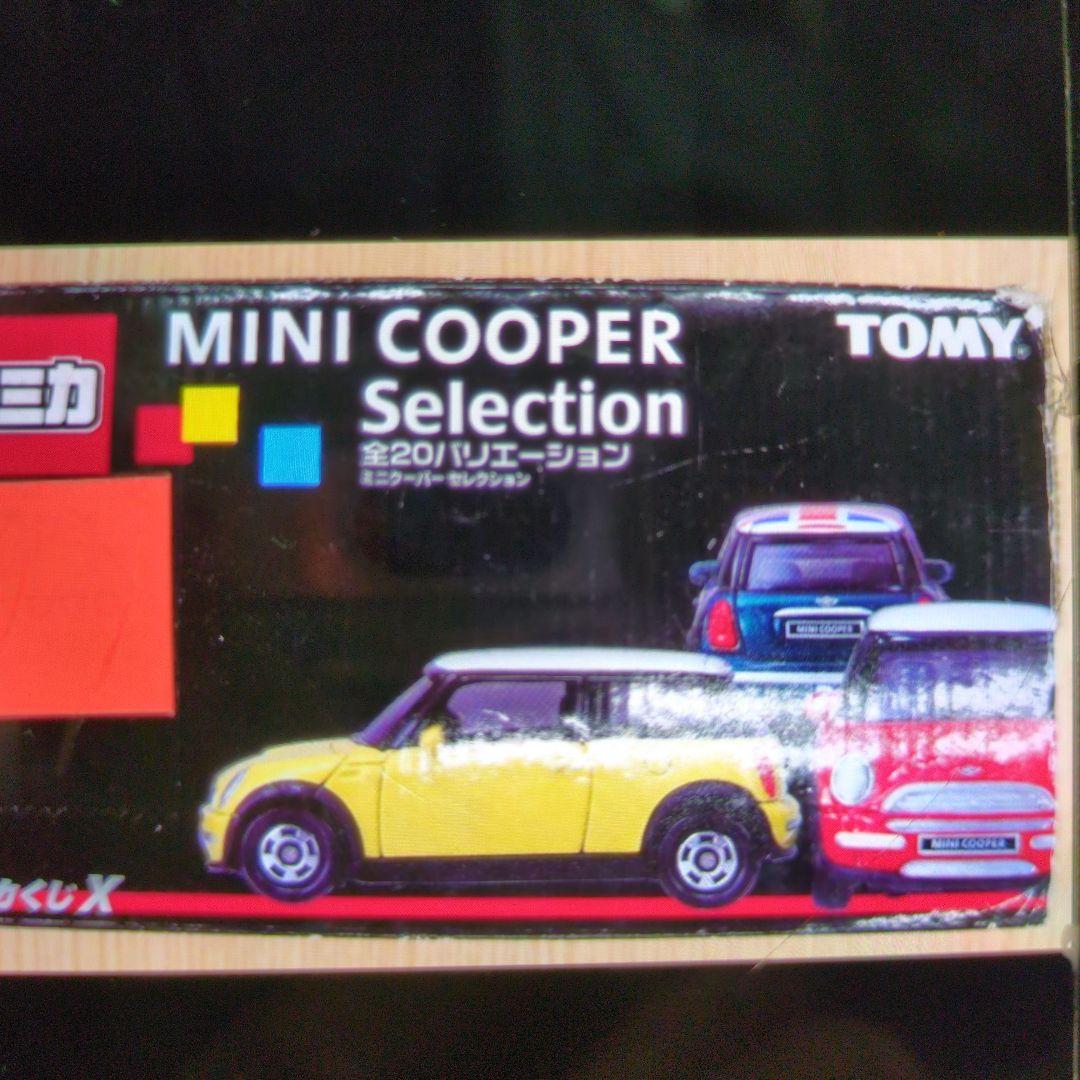 MINI COOPER
TOMY
ミカ
Selection
全20バリエーション
ミニクーパー セレクション
MINI COOPER
MINI COOPER
カくじX